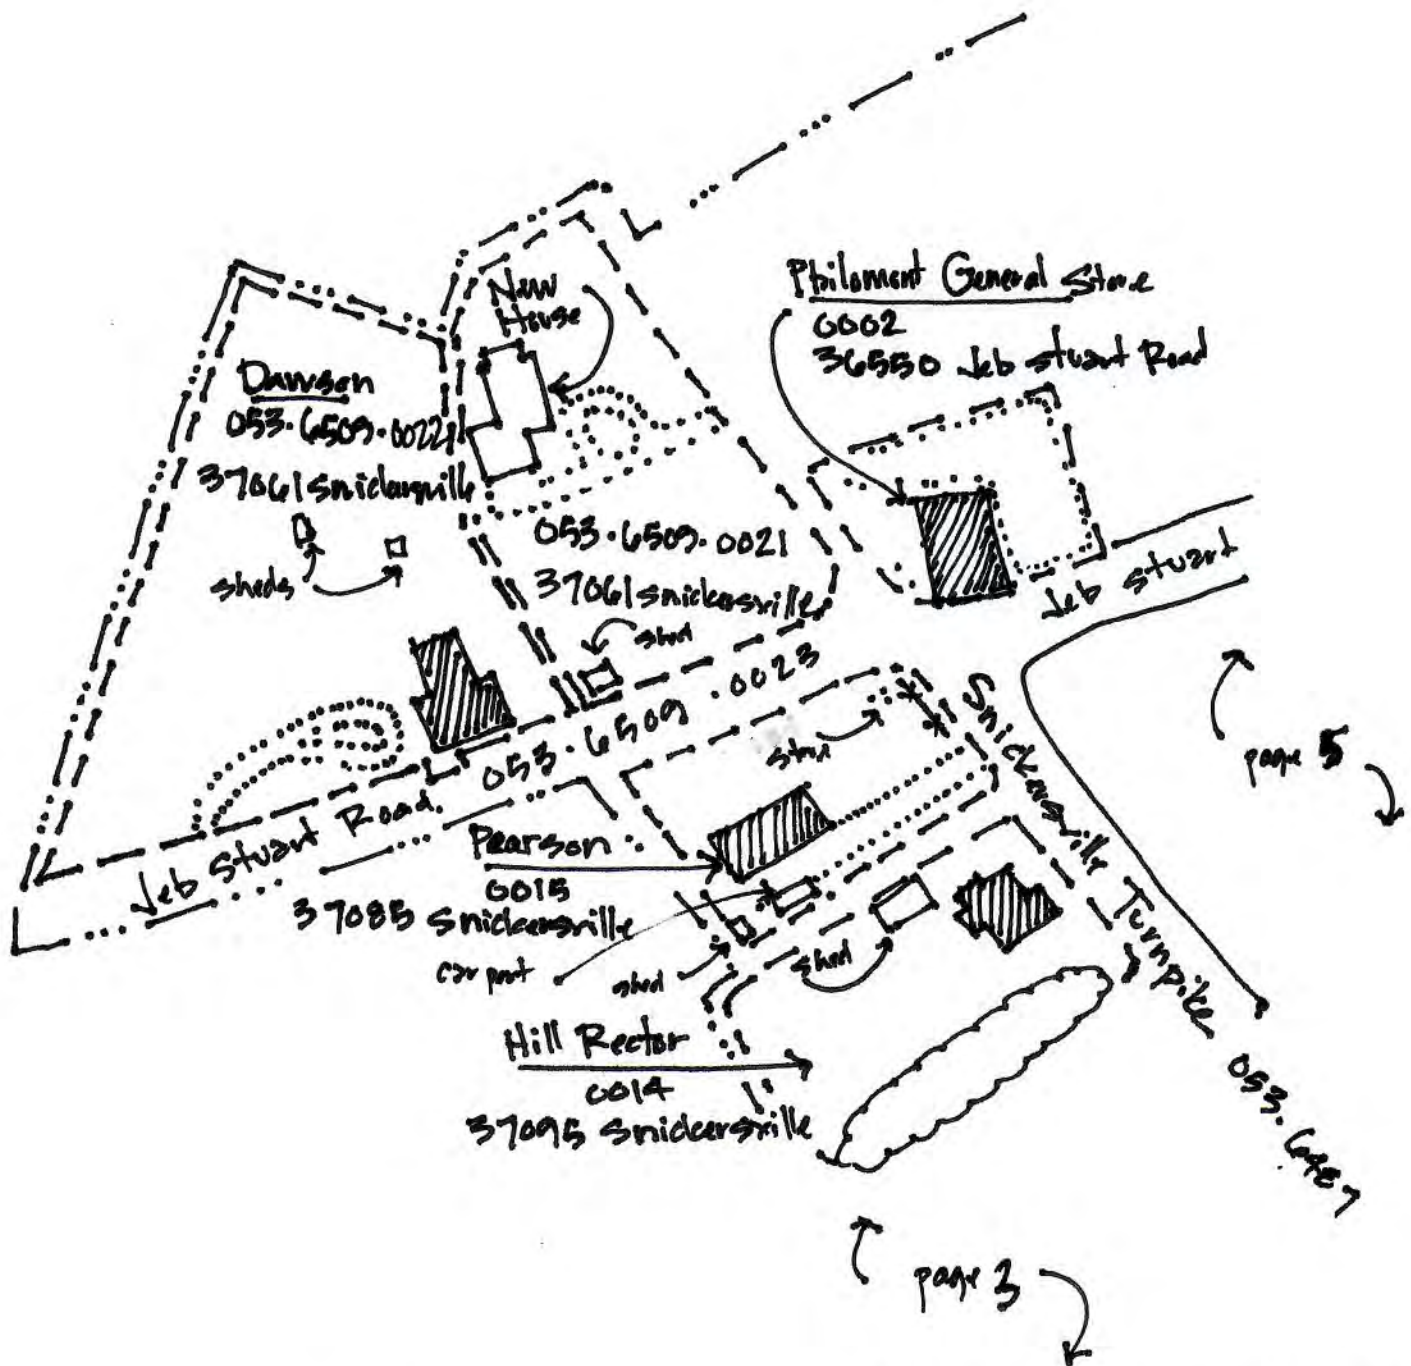 New
House
Philomont General Store
0002
36550 Jeb Stuart Road
Dawson
053.6509.0022
37061 Snickersville
sheds
053.6509.0021
37061 Snickersville
shed
Jeb Stuart
053.6509.0023
Jeb Stuart Road
Snickersville Turnpike 053.6487
page 5
Pearson
0015
37085 Snickersville
car port
shed
shed
Hill Rector
0014
37095 Snickersville
page 3